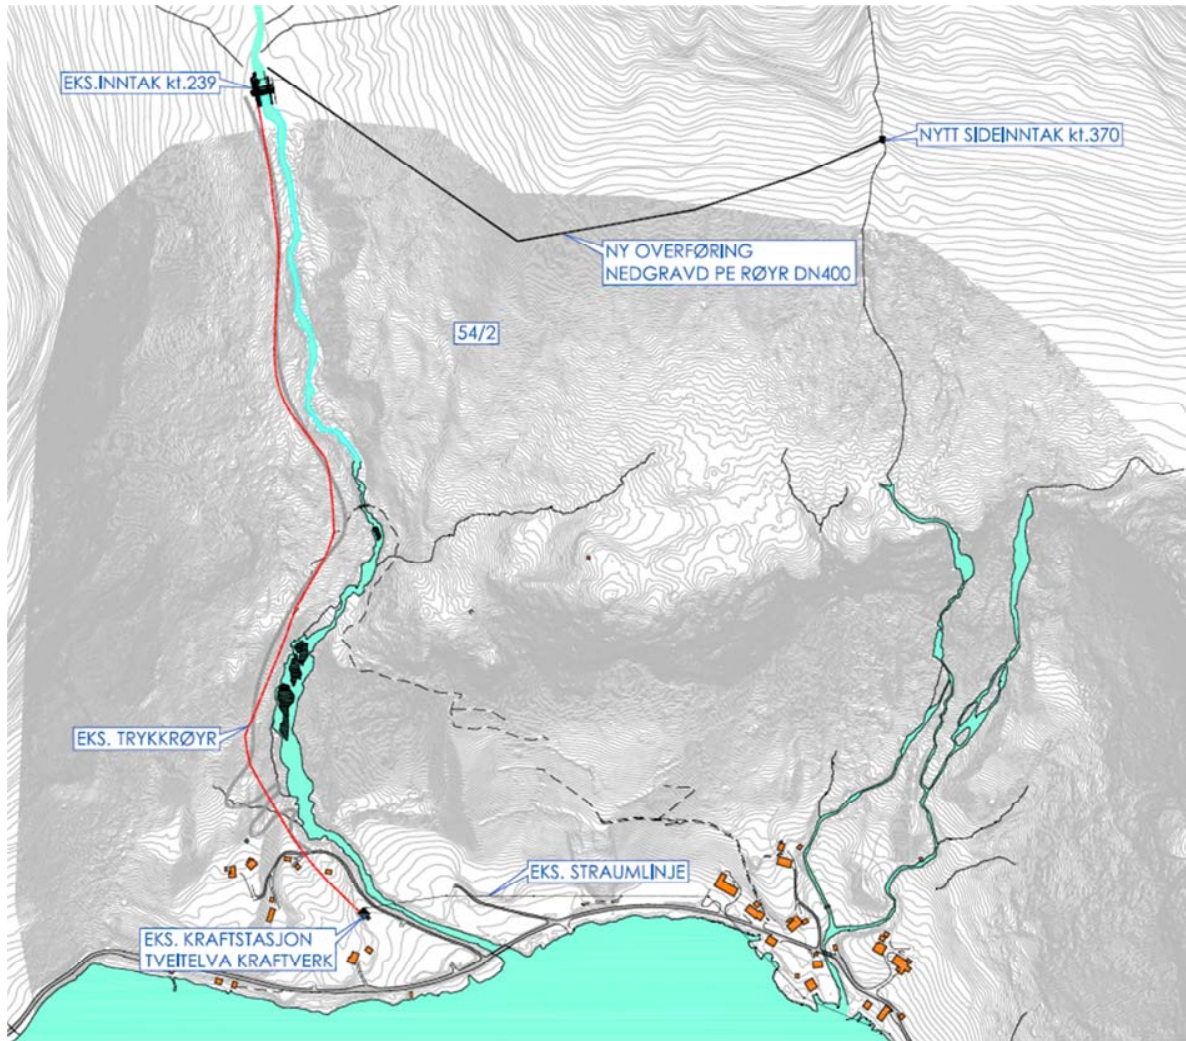 EKS.INNTAK kt.239
NYTT SIDEINNTAK kt.370
NY OVERFØRING
NEDGRAVD PE RØYR DN400
54/2
EKS. TRYKKRØYR
EKS. STRAUMLINJE
EKS. KRAFTSTASJON
TVEITELVA KRAFTVERK